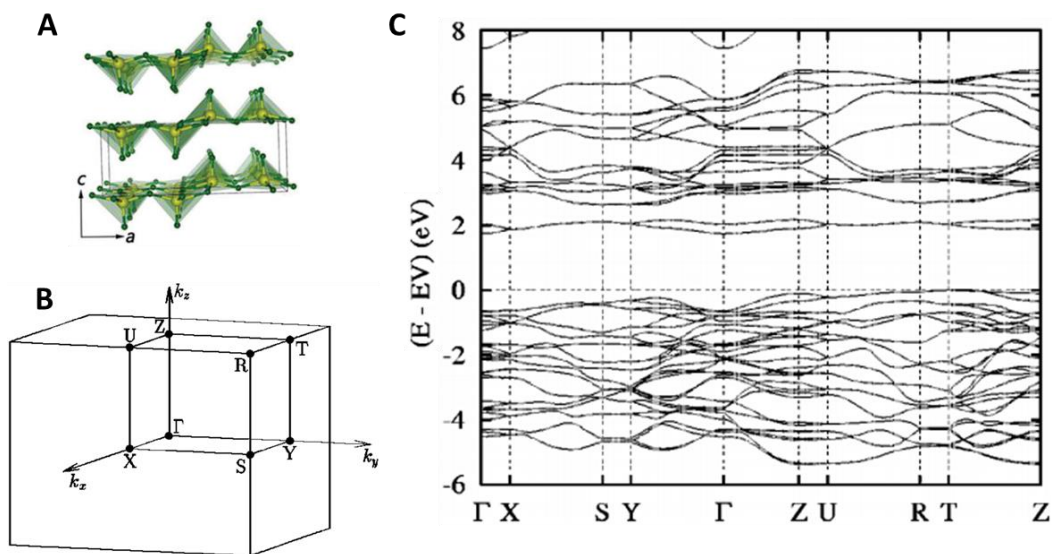 A
c
a
B
k_z
U
Z
T
R
Γ
X
S
Y
k_x
k_y
C
(E - EV) (eV)
8
6
4
2
0
-2
-4
-6
Γ X S Y Γ Z U R T Z